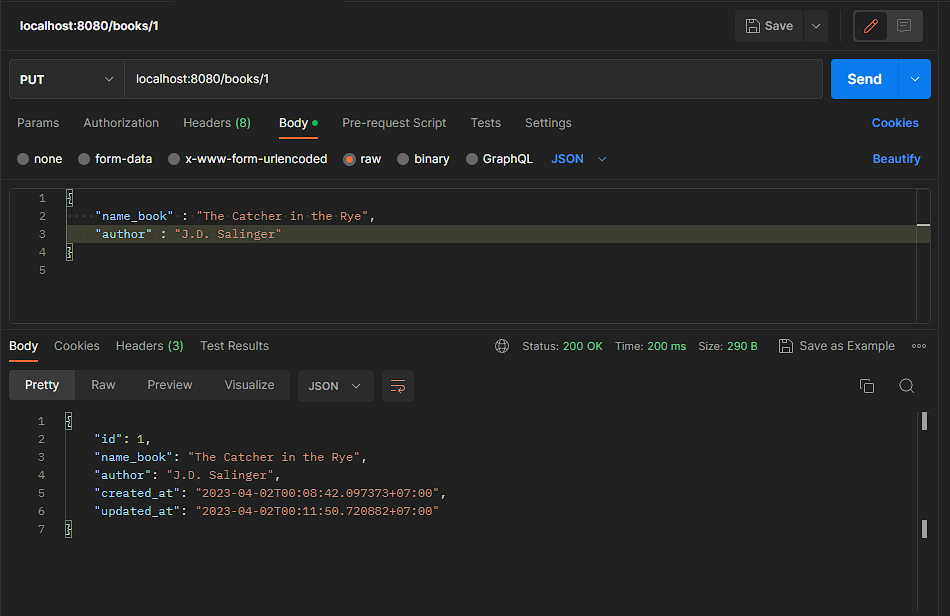 localhost:8080/books/1
Save
PUT
localhost:8080/books/1
Send
Params Authorization Headers (8) Body Pre-request Script Tests Settings Cookies
none form-data x-www-form-urlencoded raw binary GraphQL JSON Beautify
1 {
2 "name_book" : "The Catcher in the Rye",
3 "author" : "J.D. Salinger"
4 }
5
Body Cookies Headers (3) Test Results Status: 200 OK Time: 200 ms Size: 290 B Save as Example
Pretty Raw Preview Visualize JSON
1 {
2 "id": 1,
3 "name_book": "The Catcher in the Rye",
4 "author": "J.D. Salinger",
5 "created_at": "2023-04-02T00:08:42.097373+07:00",
6 "updated_at": "2023-04-02T00:11:50.720882+07:00"
7 }